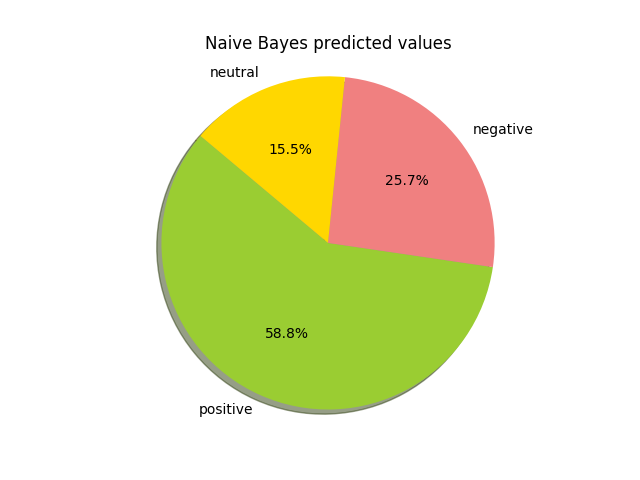 Naive Bayes predicted values
neutral
negative
15.5%
25.7%
58.8%
positive